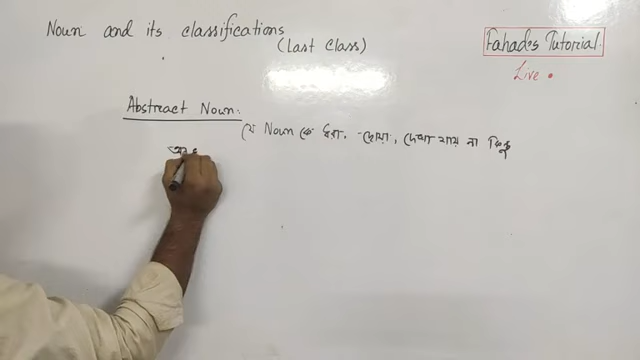 Noun and its classifications
(Last Class)
Fahad's Tutorial
Live
Abstract Noun:
যে Noun কে ধরা, ছোয়া, দেখা যায় না কিন্তু